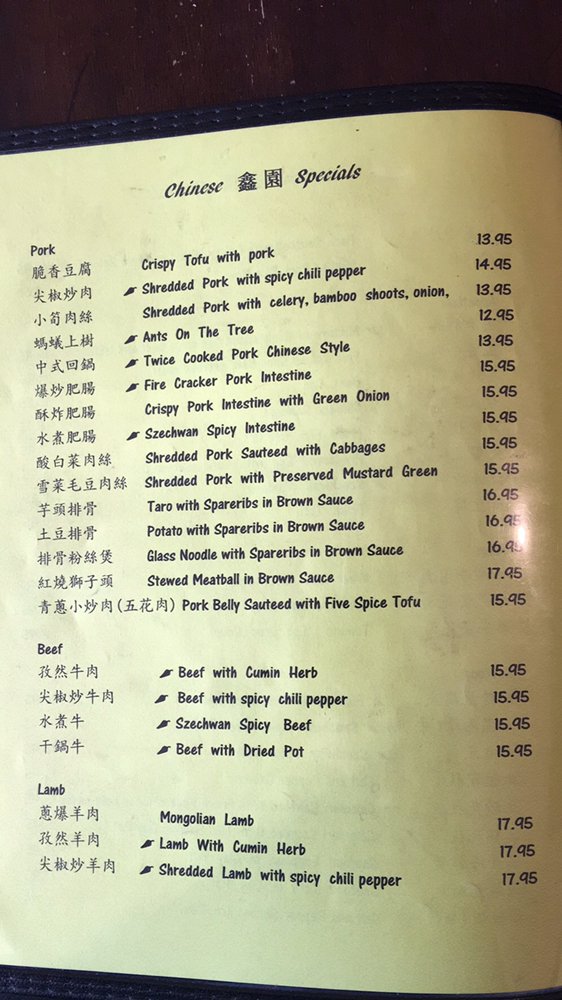 Chinese 鑫園 Specials
Pork
脆香豆腐 Crispy Tofu with pork 13.95
尖椒炒肉 Shredded Pork with spicy chili pepper 14.95
小筍肉絲 Shredded Pork with celery, bamboo shoots, onion, 13.95
螞蟻上樹 Ants On The Tree 12.95
中式回鍋 Twice Cooked Pork Chinese Style 13.95
爆炒肥腸 Fire Cracker Pork Intestine 15.95
酥炸肥腸 Crispy Pork Intestine with Green Onion 15.95
水煮肥腸 Szechwan Spicy Intestine 15.95
酸白菜肉絲 Shredded Pork Sauteed with Cabbages 15.95
雪菜毛豆肉絲 Shredded Pork with Preserved Mustard Green 15.95
芋頭排骨 Taro with Spareribs in Brown Sauce 16.95
土豆排骨 Potato with Spareribs in Brown Sauce 16.95
排骨粉絲煲 Glass Noodle with Spareribs in Brown Sauce 16.95
紅燒獅子頭 Stewed Meatball in Brown Sauce 17.95
青蔥小炒肉(五花肉) Pork Belly Sauteed with Five Spice Tofu 15.95
Beef
孜然牛肉 Beef with Cumin Herb 15.95
尖椒炒牛肉 Beef with spicy chili pepper 15.95
水煮牛 Szechwan Spicy Beef 15.95
干鍋牛 Beef with Dried Pot 15.95
Lamb
蔥爆羊肉 Mongolian Lamb 17.95
孜然羊肉 Lamb With Cumin Herb 17.95
尖椒炒羊肉 Shredded Lamb with spicy chili pepper 17.95